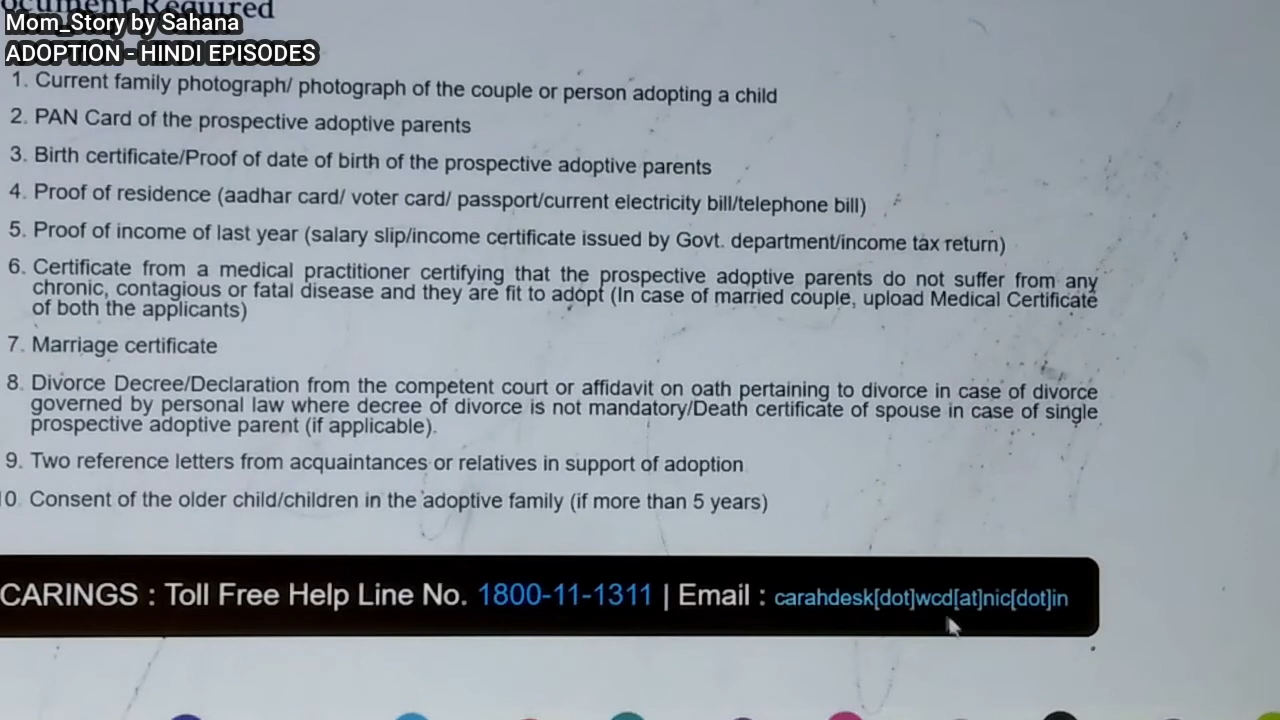 ocument Required
Mom_Story by Sahana
ADOPTION - HINDI EPISODES
1. Current family photograph/ photograph of the couple or person adopting a child
2. PAN Card of the prospective adoptive parents
3. Birth certificate/Proof of date of birth of the prospective adoptive parents
4. Proof of residence (aadhar card/ voter card/ passport/current electricity bill/telephone bill)
5. Proof of income of last year (salary slip/income certificate issued by Govt. department/income tax return)
6. Certificate from a medical practitioner certifying that the prospective adoptive parents do not suffer from any
chronic, contagious or fatal disease and they are fit to adopt (In case of married couple, upload Medical Certificate
of both the applicants)
7. Marriage certificate
8. Divorce Decree/Declaration from the competent court or affidavit on oath pertaining to divorce in case of divorce
governed by personal law where decree of divorce is not mandatory/Death certificate of spouse in case of single
prospective adoptive parent (if applicable).
9. Two reference letters from acquaintances or relatives in support of adoption
10. Consent of the older child/children in the adoptive family (if more than 5 years)
CARINGS : Toll Free Help Line No. 1800-11-1311 | Email : carahdesk[dot]wcd[at]nic[dot]in